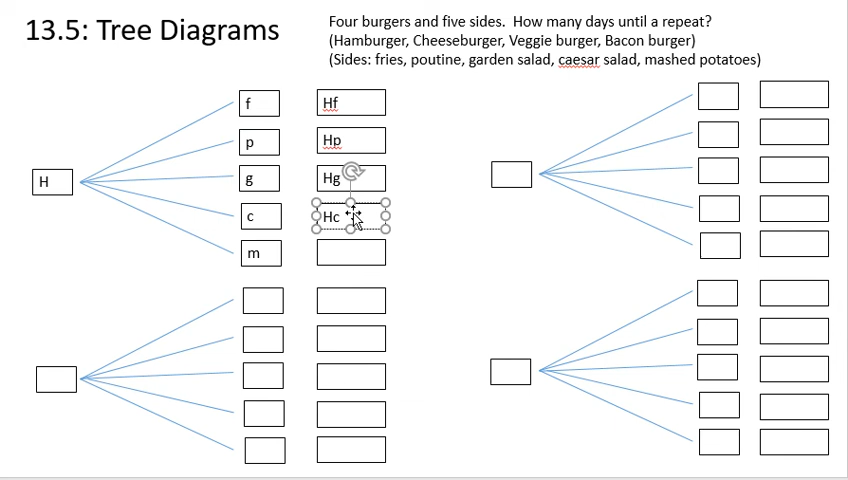 13.5: Tree Diagrams
Four burgers and five sides. How many days until a repeat?
(Hamburger, Cheeseburger, Veggie burger, Bacon burger)
(Sides: fries, poutine, garden salad, caesar salad, mashed potatoes)
H
f
Hf
p
Hp
g
Hg
c
Hc
m